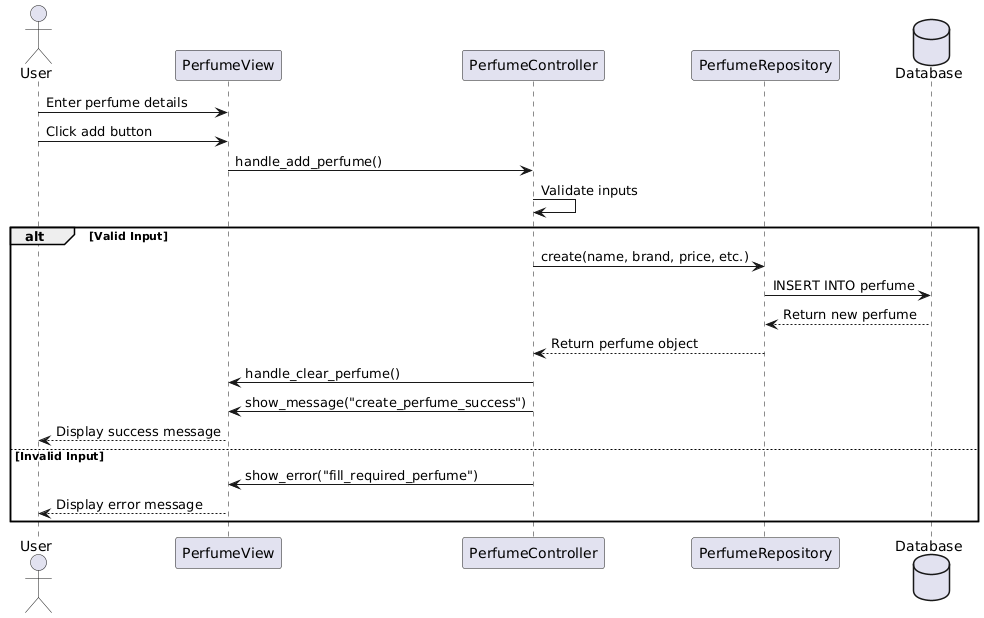 User
PerfumeView
PerfumeController
PerfumeRepository
Database
Enter perfume details
Click add button
handle_add_perfume()
Validate inputs
alt [Valid Input]
create(name, brand, price, etc.)
INSERT INTO perfume
Return new perfume
Return perfume object
handle_clear_perfume()
show_message("create_perfume_success")
Display success message
[Invalid Input]
show_error("fill_required_perfume")
Display error message
User
PerfumeView
PerfumeController
PerfumeRepository
Database